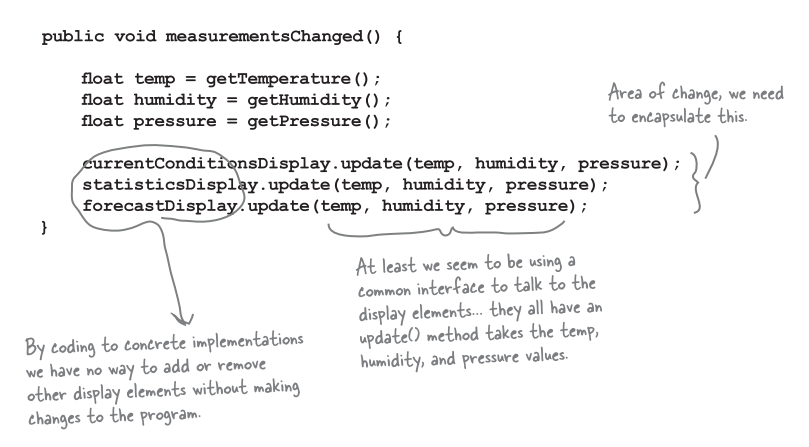 public void measurementsChanged() {
float temp = getTemperature();
float humidity = getHumidity();
float pressure = getPressure();
Area of change, we need
to encapsulate this.
currentConditionsDisplay.update(temp, humidity, pressure);
statisticsDisplay.update(temp, humidity, pressure);
forecastDisplay.update(temp, humidity, pressure);
}
At least we seem to be using a
common interface to talk to the
display elements... they all have an
update() method takes the temp,
humidity, and pressure values.
By coding to concrete implementations
we have no way to add or remove
other display elements without making
changes to the program.